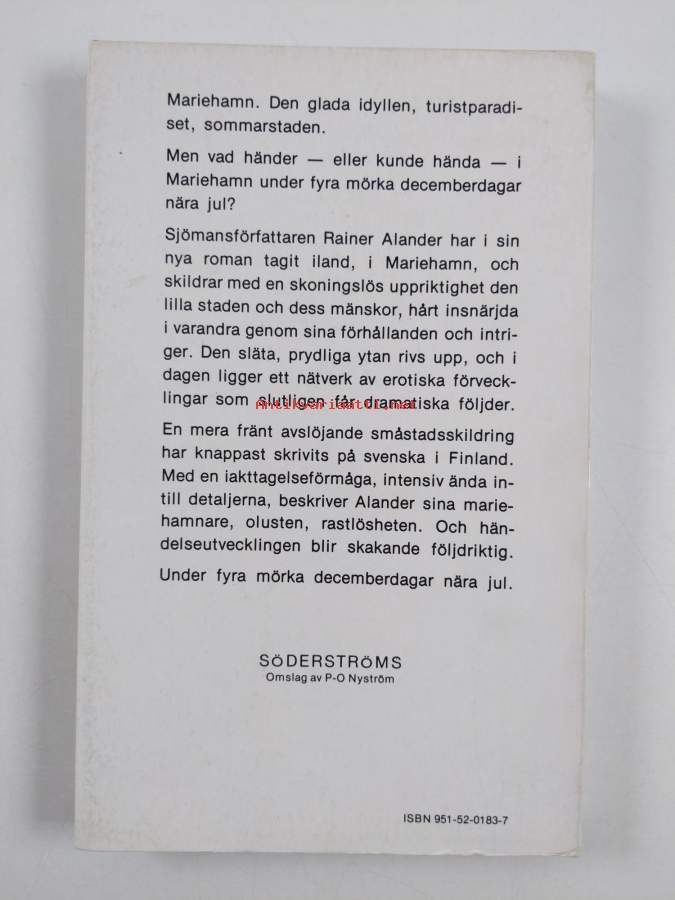 Mariehamn. Den glada idyllen, turistparadi-
set, sommarstaden.
Men vad händer — eller kunde hända — i
Mariehamn under fyra mörka decemberdagar
nära jul?
Sjömansförfattaren Rainer Alander har i sin
nya roman tagit iland, i Mariehamn, och
skildrar med en skoningslös uppriktighet den
lilla staden och dess mänskor, hårt insnärjda
i varandra genom sina förhållanden och intri-
ger. Den släta, prydliga ytan rivs upp, och i
dagen ligger ett nätverk av erotiska förveck-
lingar som slutligen får dramatiska följder.
Antikvariaatti.net
En mera fränt avslöjande småstadsskildring
har knappast skrivits på svenska i Finland.
Med en iakttagelseförmåga, intensiv ända in-
till detaljerna, beskriver Alander sina marie-
hamnare, olusten, rastlösheten. Och hän-
delseutvecklingen blir skakande följdriktig.
Under fyra mörka decemberdagar nära jul.
SÖDERSTRÖMS
Omslag av P-O Nyström
ISBN 951-52-0183-7